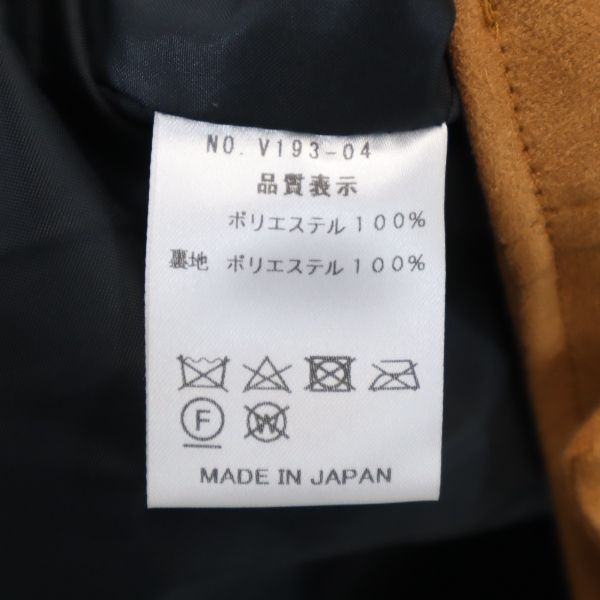 NO. V193-04
品質表示
ポリエステル100%
裏地 ポリエステル100%
F W
MADE IN JAPAN